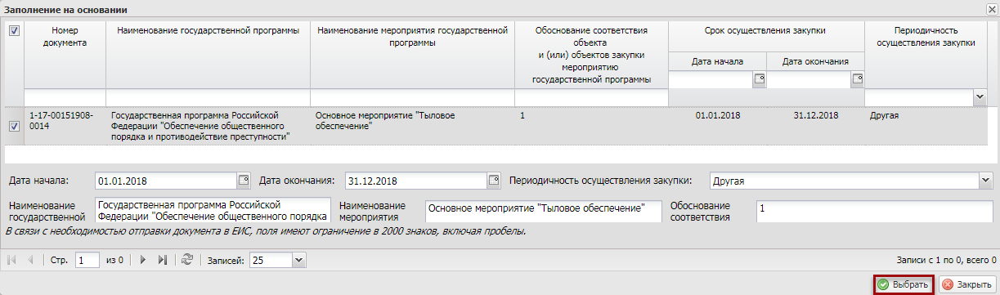 Заполнение на основании
Номер документа
Наименование государственной программы
Наименование мероприятия государственной программы
Обоснование соответствия объекта и (или) объектов закупки мероприятию государственной программы
Срок осуществления закупки
Дата начала
Дата окончания
Периодичность осуществления закупки
1-17-00151908-0014
Государственная программа Российской
Федерации "Обеспечение общественного
порядка и противодействие преступности"
Основное мероприятие "Тыловое
обеспечение"
1
01.01.2018
31.12.2018
Другая
Дата начала: 01.01.2018 Дата окончания: 31.12.2018 Периодичность осуществления закупки: Другая
Наименование государственной
Государственная программа Российской
Федерации "Обеспечение общественного порядка
Наименование мероприятия
Основное мероприятие "Тыловое обеспечение"
Обоснование соответствия
1
В связи с необходимостью отправки документа в ЕИС, поля имеют ограничение в 2000 знаков, включая пробелы.
Стр. 1 из 0 Записей: 25 Записи с 1 по 0, всего 0
Выбрать Закрыть